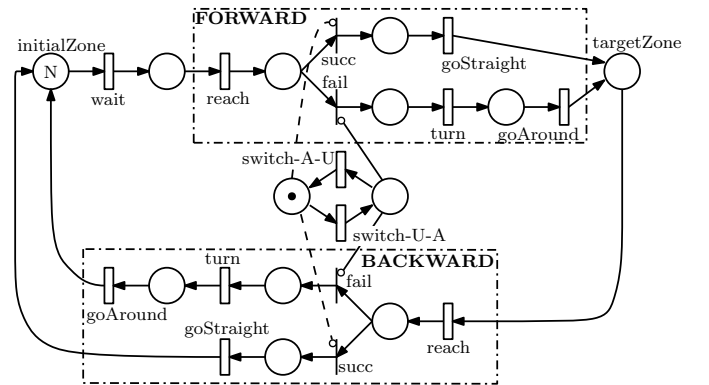 FORWARD
initialZone
targetZone
succ
goStraight
N
fail
wait
reach
turn
goAround
switch-A-U
switch-U-A
BACKWARD
turn
fail
goAround
goStraight
reach
succ